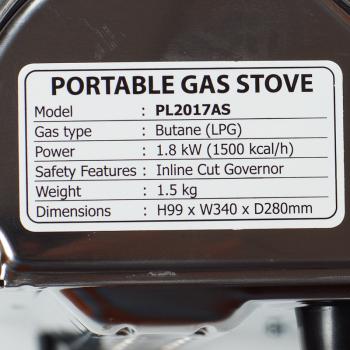 PORTABLE GAS STOVE
Model : PL2017AS
Gas type : Butane (LPG)
Power : 1.8 kW (1500 kcal/h)
Safety Features : Inline Cut Governor
Weight : 1.5 kg
Dimensions : H99 x W340 x D280mm